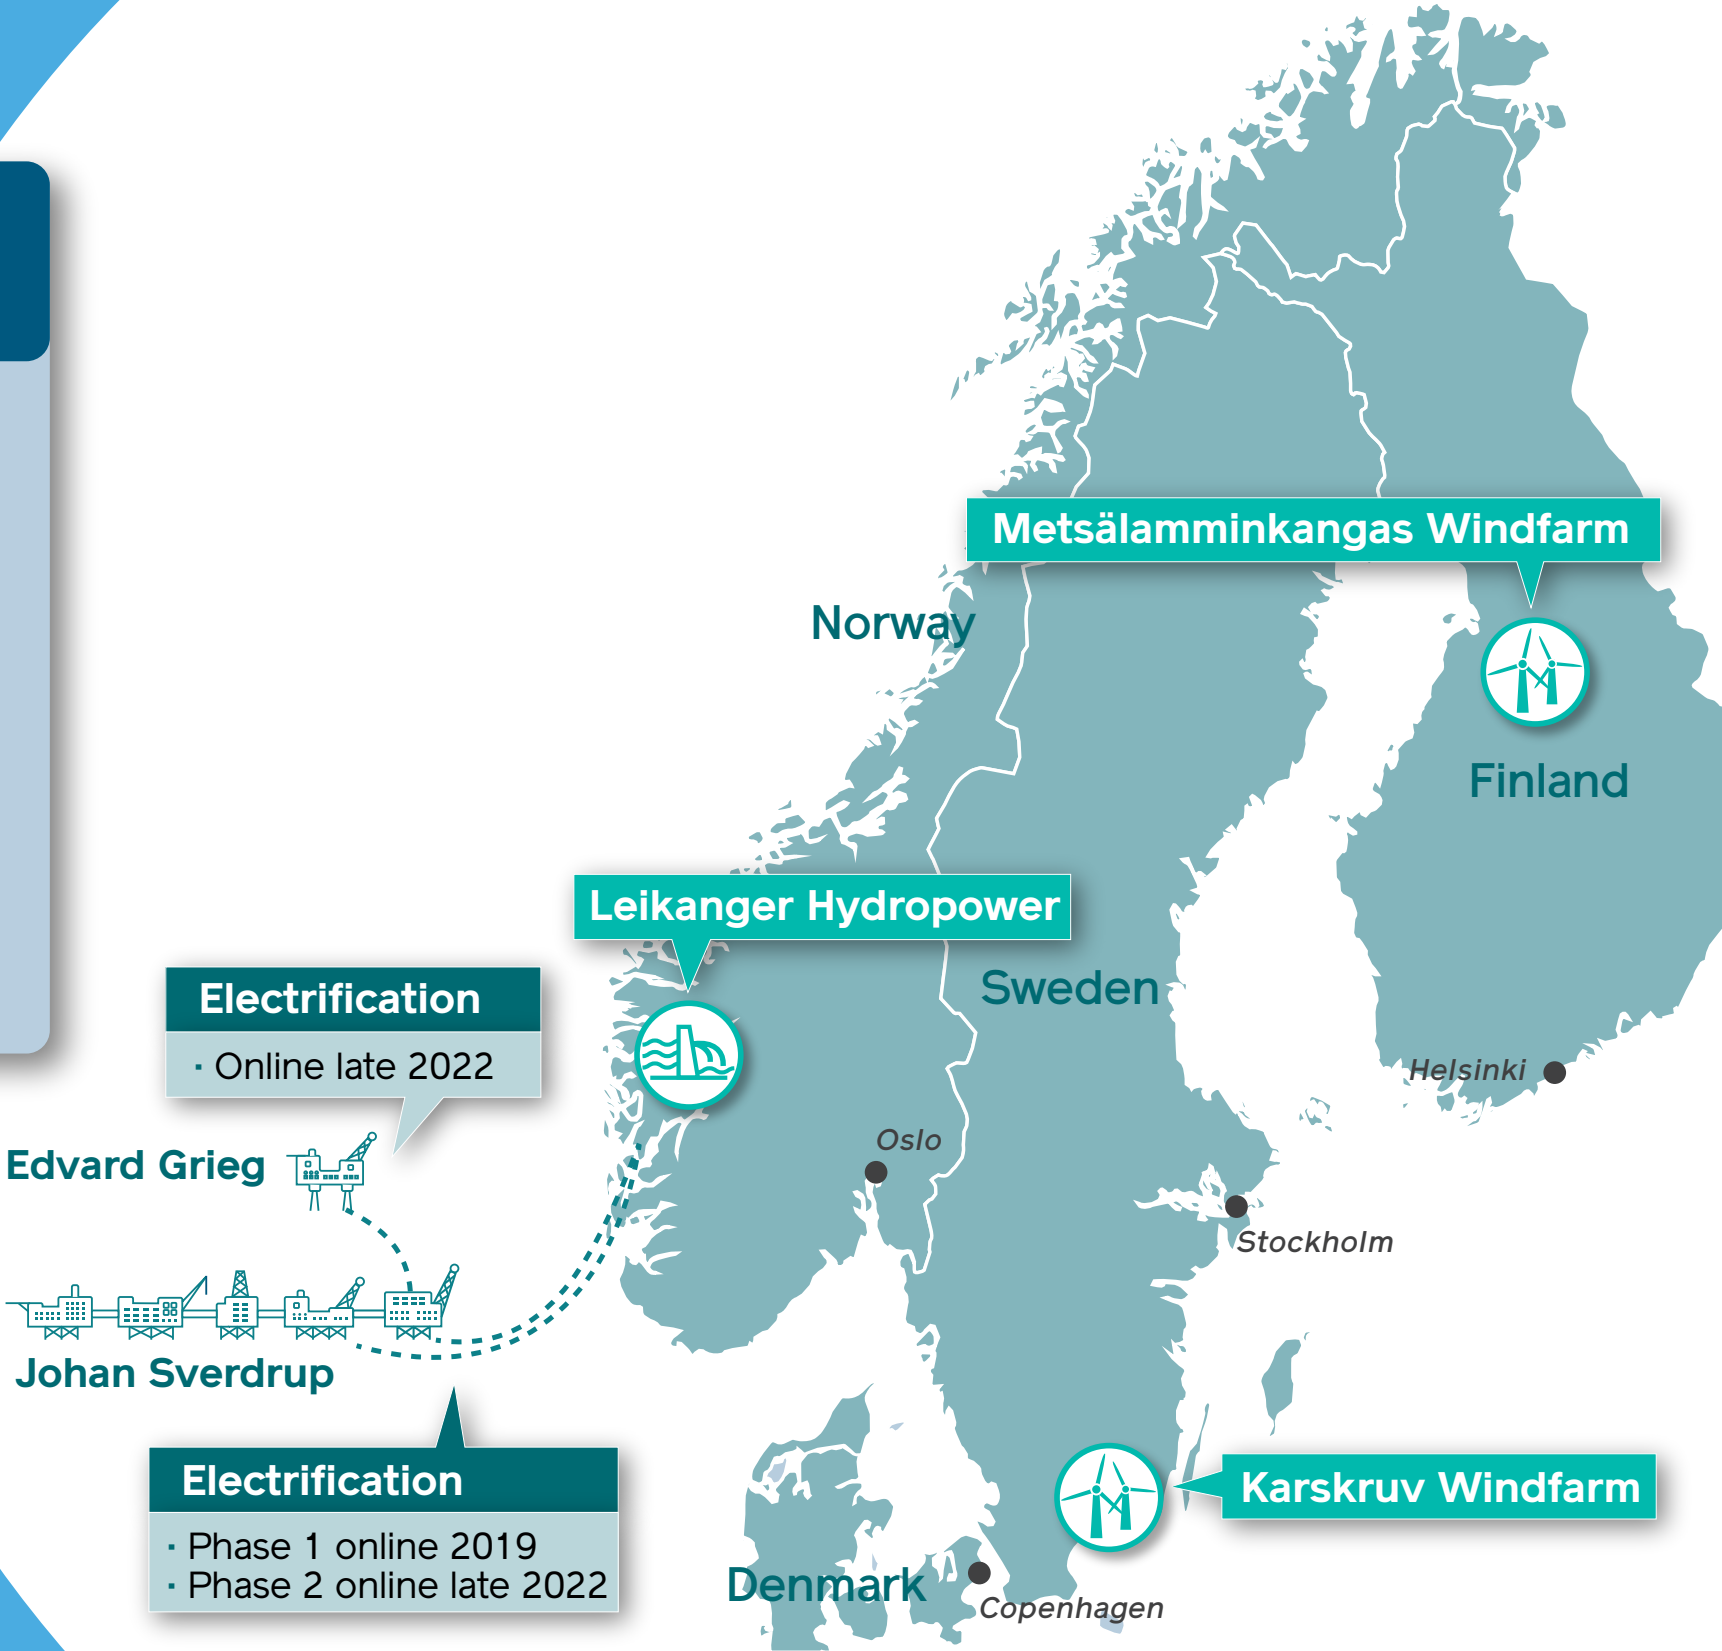 Metsälamminkangas Windfarm
Norway
Finland
Leikanger Hydropower
Sweden
Electrification
· Online late 2022
Helsinki
Oslo
Edvard Grieg
Stockholm
Johan Sverdrup
Electrification
· Phase 1 online 2019
· Phase 2 online late 2022
Karskruv Windfarm
Denmark
Copenhagen